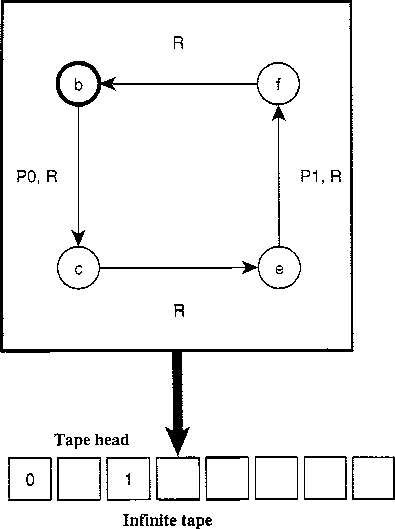 R
b
f
P0, R
P1, R
c
e
R
Tape head
0 1
Infinite tape